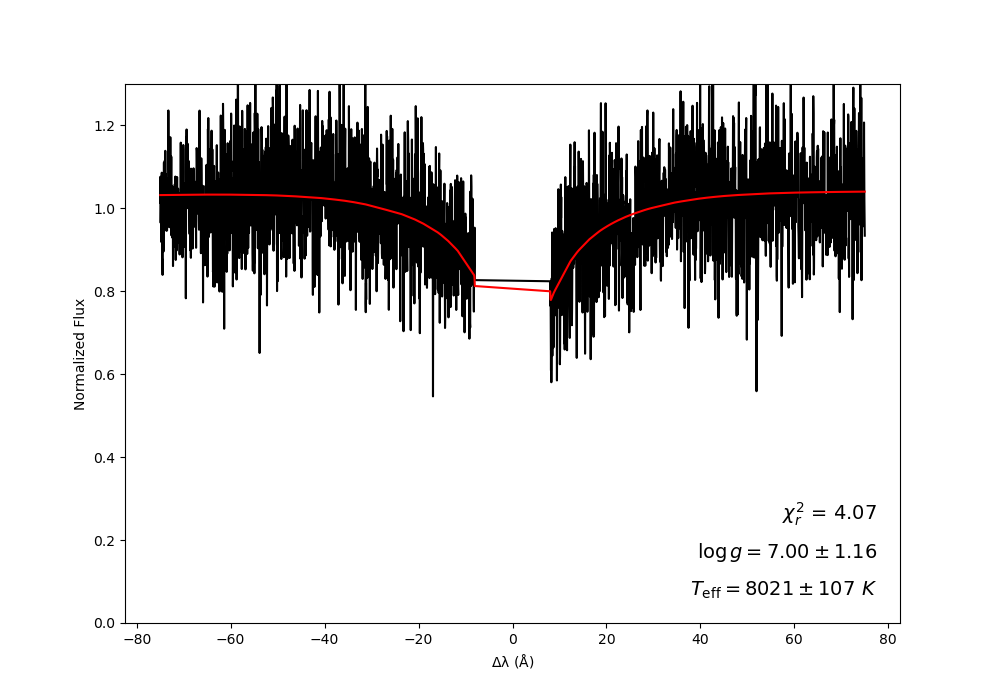 1.2
1.0
0.8
0.6
0.4
0.2
0.0
Normalized Flux
χ²ᵣ = 4.07
log g = 7.00 ± 1.16
T_eff = 8021 ± 107 K
−80 −60 −40 −20 0 20 40 60 80
Δλ (Å)